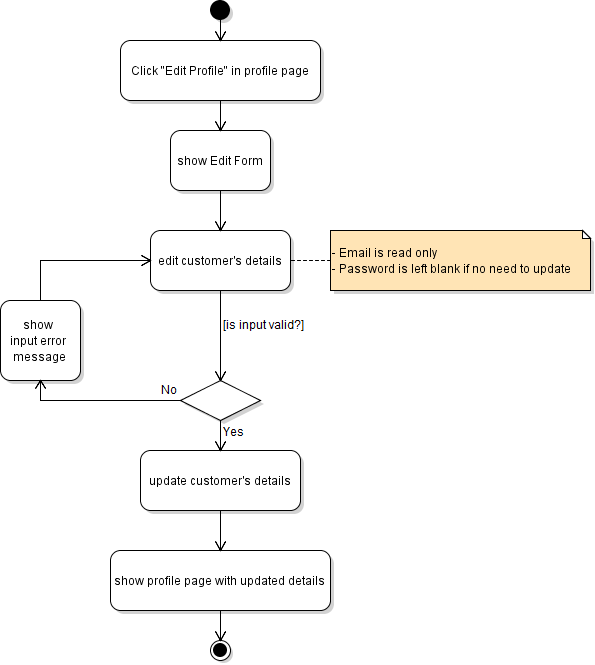 Click "Edit Profile" in profile page
show Edit Form
edit customer's details
- Email is read only
- Password is left blank if no need to update
[is input valid?]
show
input error
message
No
Yes
update customer's details
show profile page with updated details